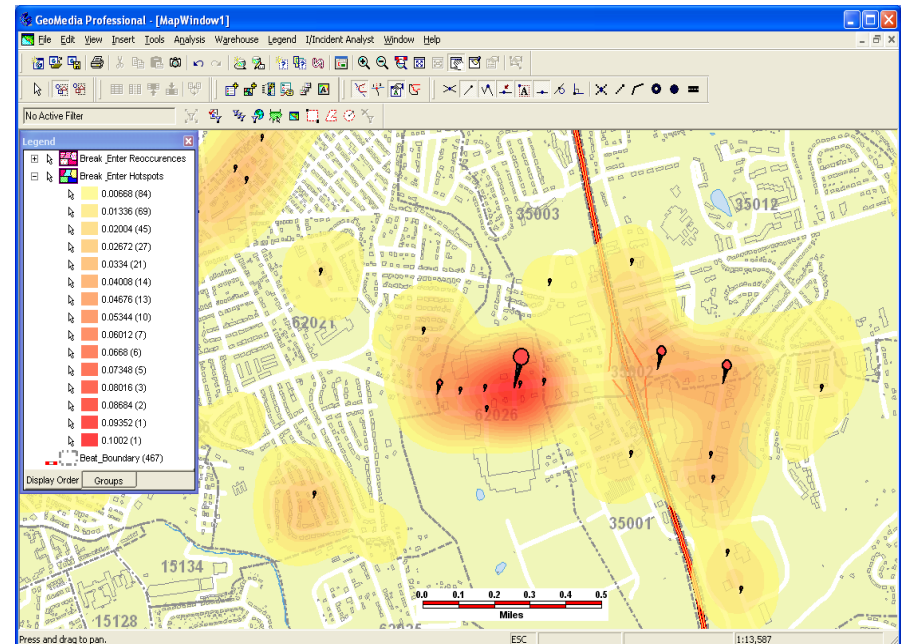 GeoMedia Professional - [MapWindow1]
File Edit View Insert Tools Analysis Warehouse Legend I/Incident Analyst Window Help
No Active Filter
Legend
Break_Enter Reoccurences
Break_Enter Hotspots
0.00668 (84)
0.01336 (69)
0.02004 (45)
0.02672 (27)
0.0334 (21)
0.04008 (14)
0.04676 (13)
0.05344 (10)
0.06012 (7)
0.0668 (6)
0.07348 (5)
0.08016 (3)
0.08684 (2)
0.09352 (1)
0.1002 (1)
Beat_Boundary (467)
Display Order Groups
35003
35012
62021
62026
35001
15134
15128
0.0 0.1 0.2 0.3 0.4 0.5
Miles
Press and drag to pan.
ESC
1:13,587